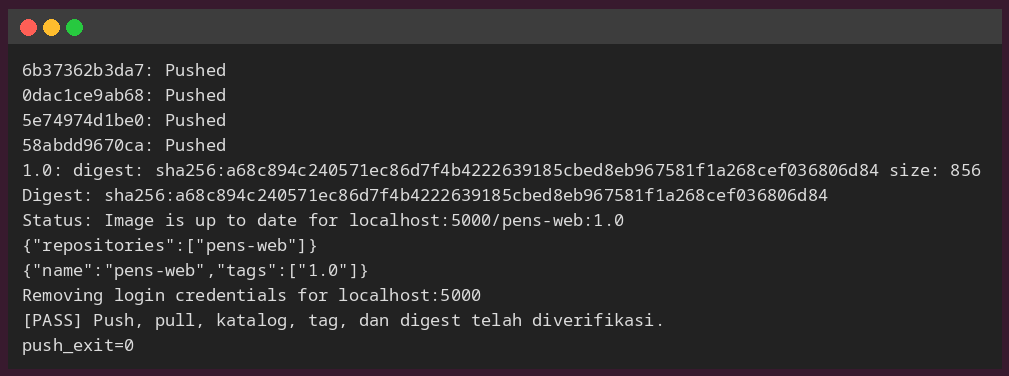 6b37362b3da7: Pushed
0dac1ce9ab68: Pushed
5e74974d1be0: Pushed
58abdd9670ca: Pushed
1.0: digest: sha256:a68c894c240571ec86d7f4b4222639185cbed8eb967581f1a268cef036806d84 size: 856
Digest: sha256:a68c894c240571ec86d7f4b4222639185cbed8eb967581f1a268cef036806d84
Status: Image is up to date for localhost:5000/pens-web:1.0
{"repositories":["pens-web"]}
{"name":"pens-web","tags":["1.0"]}
Removing login credentials for localhost:5000
[PASS] Push, pull, katalog, tag, dan digest telah diverifikasi.
push_exit=0